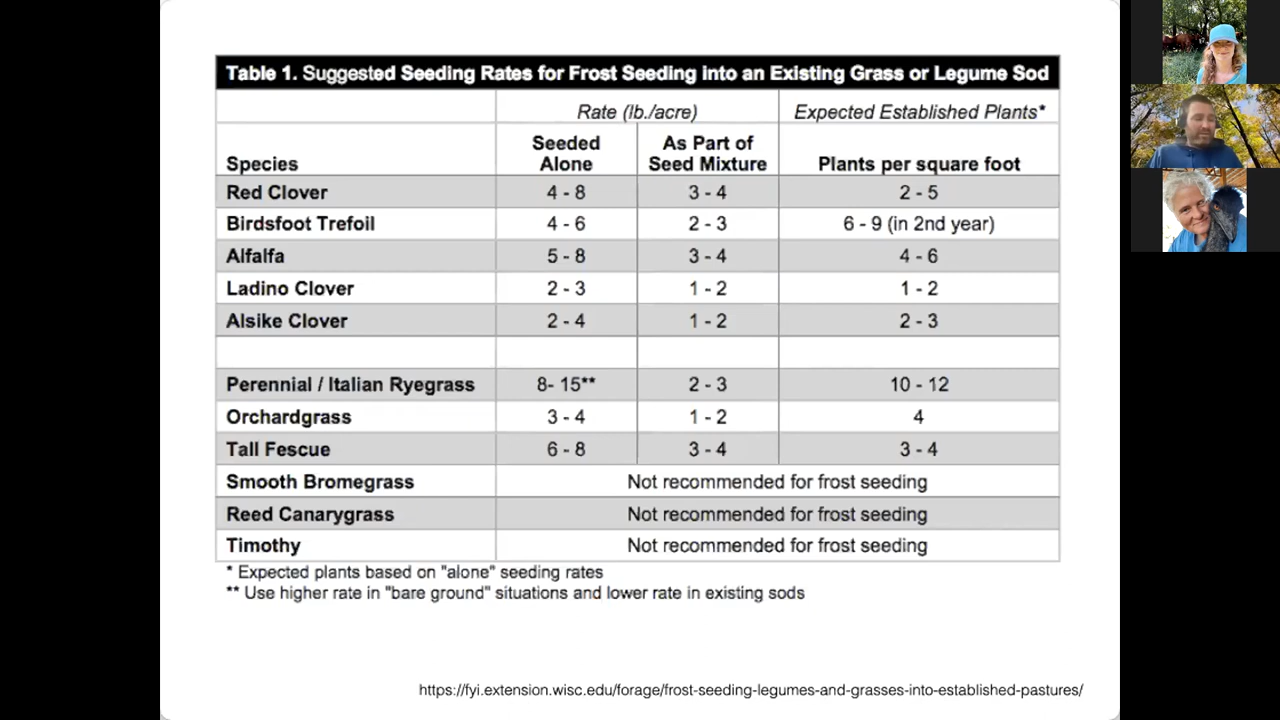 Table 1. Suggested Seeding Rates for Frost Seeding into an Existing Grass or Legume Sod
Rate (lb./acre) Expected Established Plants*
Species Seeded Alone As Part of Seed Mixture Plants per square foot
Red Clover 4 - 8 3 - 4 2 - 5
Birdsfoot Trefoil 4 - 6 2 - 3 6 - 9 (in 2nd year)
Alfalfa 5 - 8 3 - 4 4 - 6
Ladino Clover 2 - 3 1 - 2 1 - 2
Alsike Clover 2 - 4 1 - 2 2 - 3
Perennial / Italian Ryegrass 8- 15** 2 - 3 10 - 12
Orchardgrass 3 - 4 1 - 2 4
Tall Fescue 6 - 8 3 - 4 3 - 4
Smooth Bromegrass Not recommended for frost seeding
Reed Canarygrass Not recommended for frost seeding
Timothy Not recommended for frost seeding
* Expected plants based on "alone" seeding rates
** Use higher rate in "bare ground" situations and lower rate in existing sods
https://fyi.extension.wisc.edu/forage/frost-seeding-legumes-and-grasses-into-established-pastures/